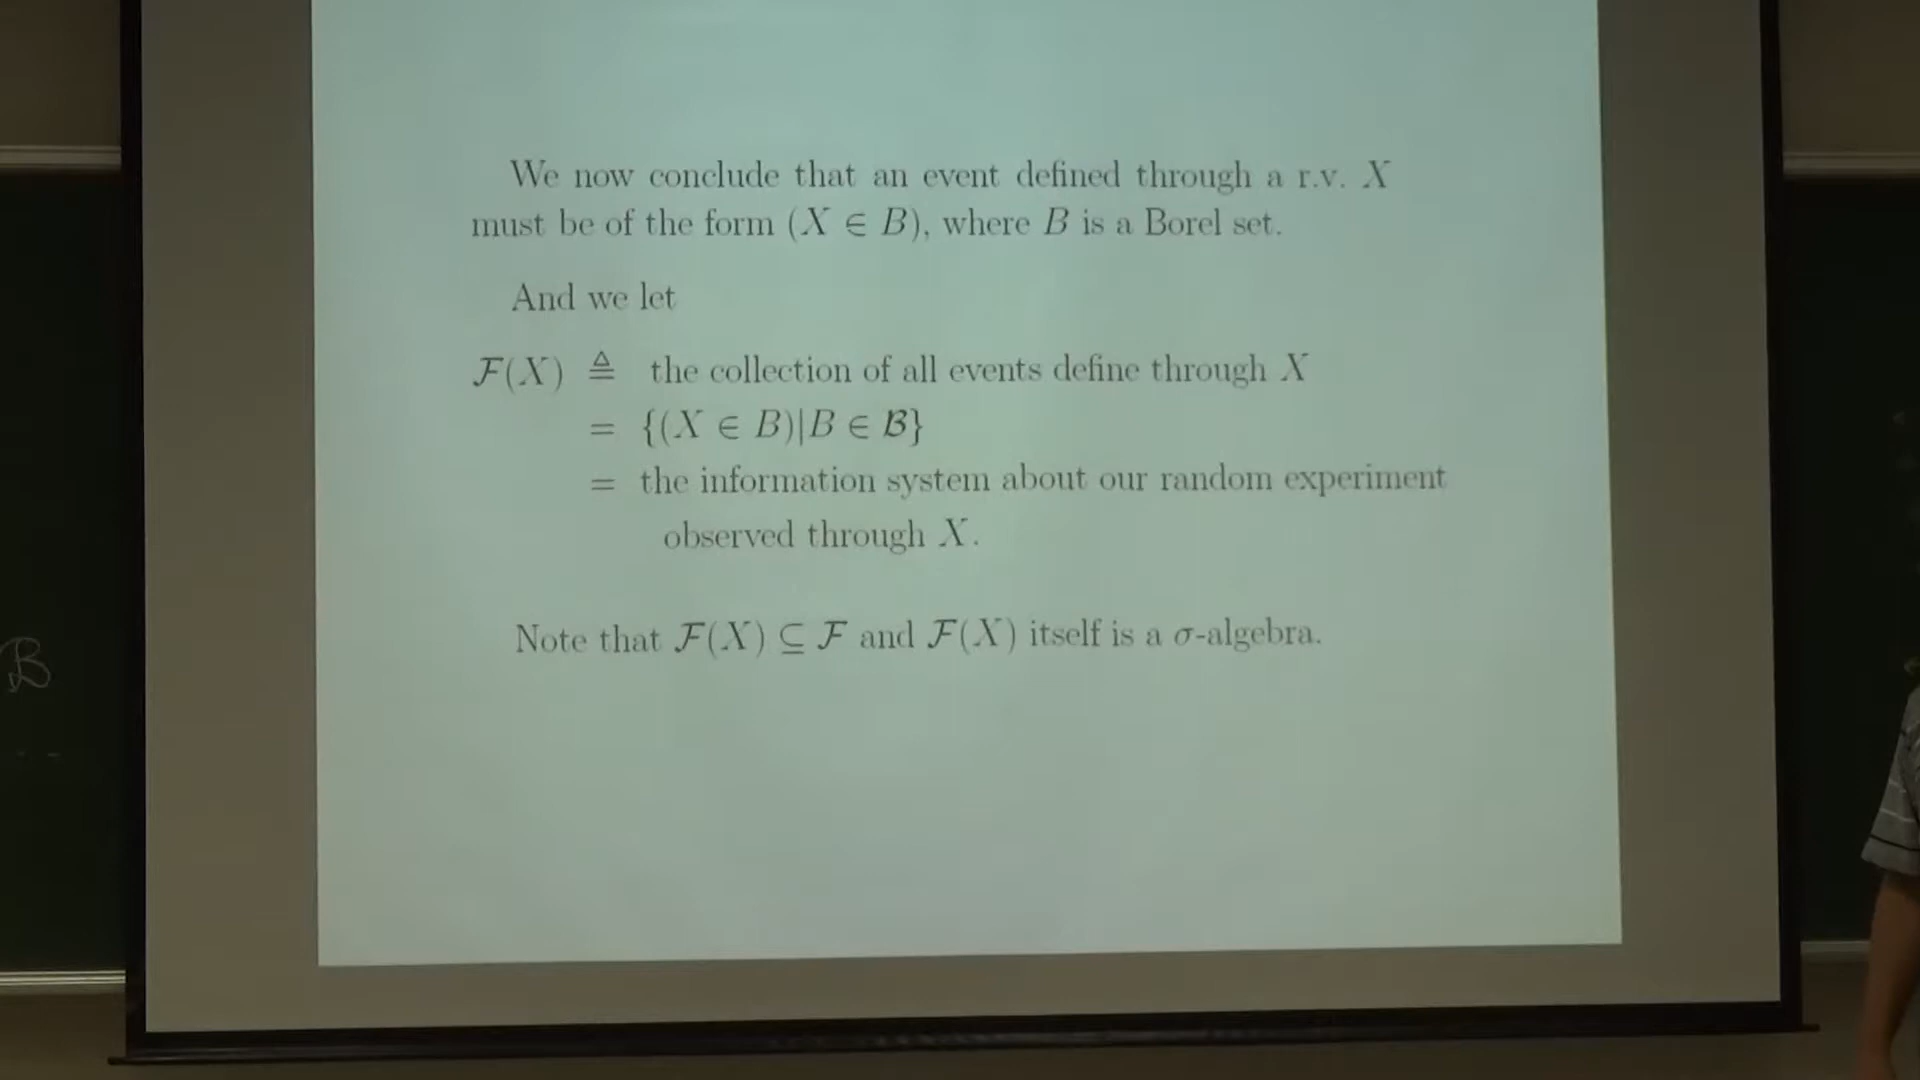 We now conclude that an event defined through a r.v. X
must be of the form (X ∈ B), where B is a Borel set.
And we let
ℱ(X) ≜ the collection of all events define through X
= {(X ∈ B)|B ∈ ℬ}
= the information system about our random experiment
observed through X.
Note that ℱ(X) ⊆ ℱ and ℱ(X) itself is a σ-algebra.
ℬ